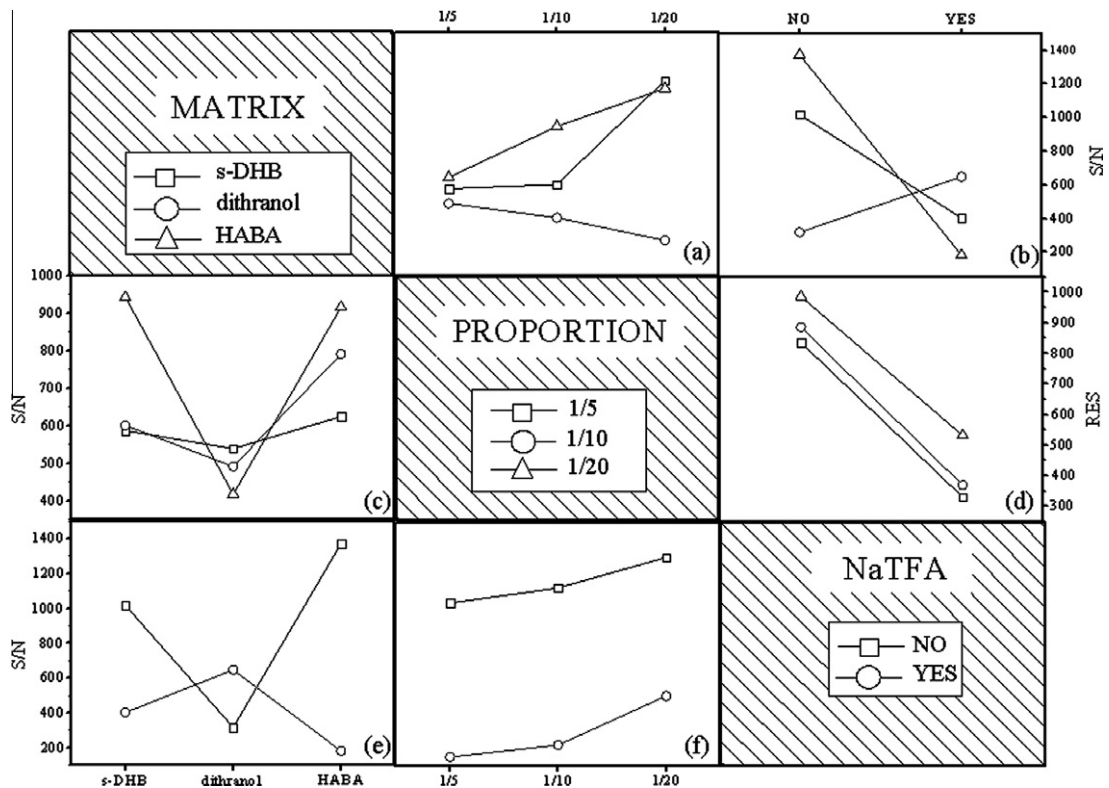 1/5 1/10 1/20
NO YES
MATRIX
s-DHB
dithranol
HABA
(a)
(b)
1400
1200
1000
800
600
400
200
S/N
1000
900
800
700
600
500
400
S/N
(c)
PROPORTION
1/5
1/10
1/20
(d)
1000
900
800
700
600
500
400
300
RES
1400
1200
1000
800
600
400
200
S/N
(e)
(f)
NaTFA
NO
YES
s-DHB dithranol HABA
1/5 1/10 1/20